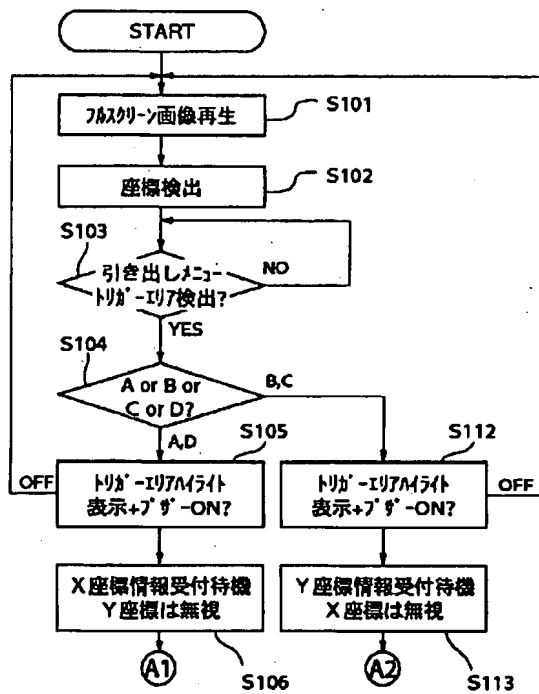 START
フルスクリーン画像再生
S101
座標検出
S102
S103
引き出しメニュー
トリガーエリア検出?
NO
YES
S104
A or B or
C or D?
B,C
A,D
S105
S112
OFF
トリガーエリアハイライト
表示+ブザーON?
トリガーエリアハイライト
表示+ブザーON?
OFF
X座標情報受付待機
Y座標は無視
Y座標情報受付待機
X座標は無視
A1
S106
A2
S113